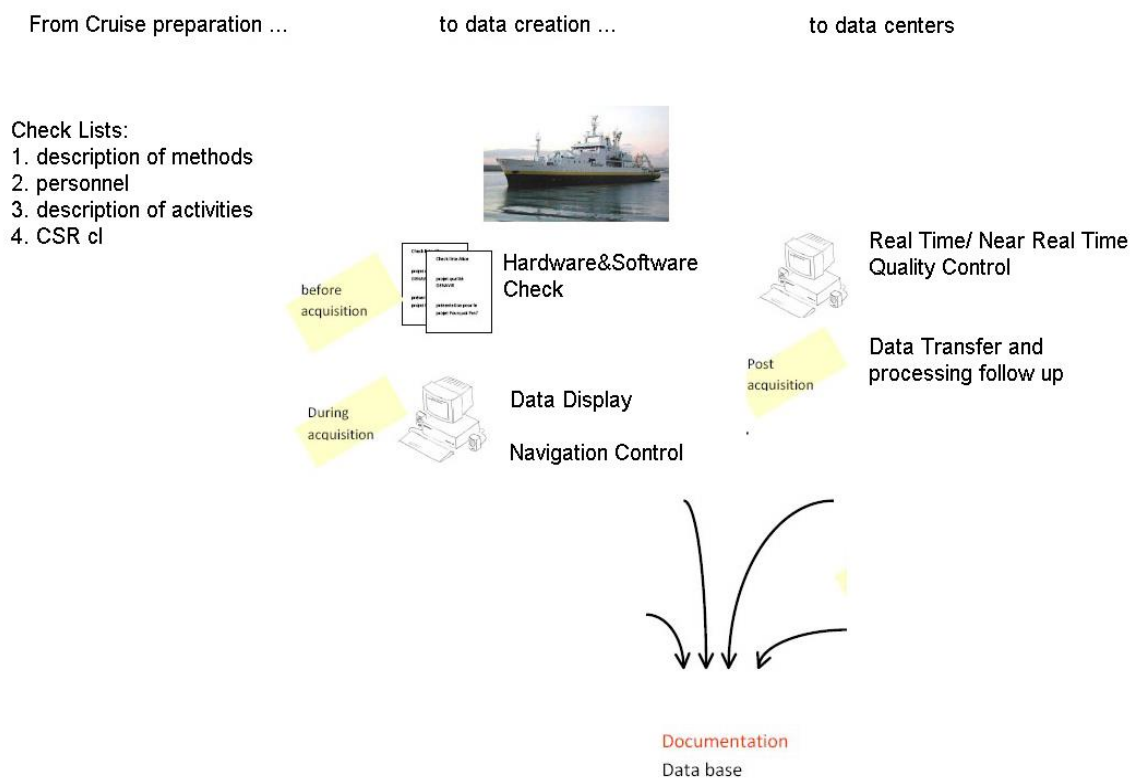 From Cruise preparation ...
to data creation ...
to data centers
Check Lists:
1. description of methods
2. personnel
3. description of activities
4. CSR cl
before
acquisition
Hardware&Software
Check
During
acquisition
Data Display
Navigation Control
Real Time/ Near Real Time
Quality Control
Post
acquisition
Data Transfer and
processing follow up
Documentation
Data base